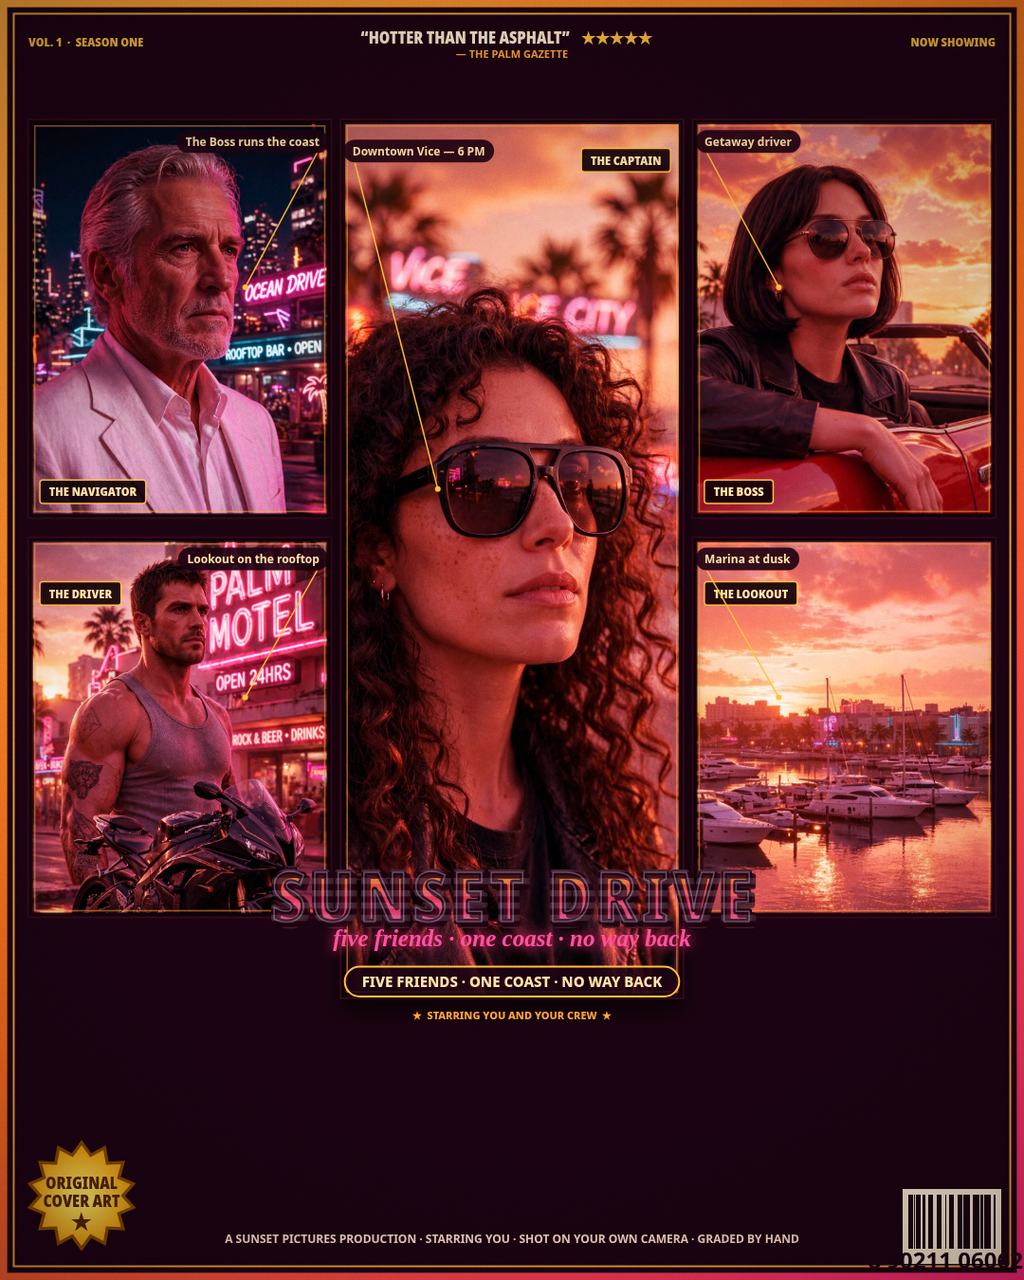 VOL. 1 · SEASON ONE
“HOTTER THAN THE ASPHALT” ★★★★★
— THE PALM GAZETTE
NOW SHOWING
The Boss runs the coast
OCEAN DRIVE
ROOFTOP BAR • OPEN
THE NAVIGATOR
Downtown Vice — 6 PM
THE CAPTAIN
VICE
CITY
Getaway driver
THE BOSS
Lookout on the rooftop
THE DRIVER
PALM
MOTEL
OPEN 24HRS
ROCK & BEER • DRINKS
Marina at dusk
THE LOOKOUT
SUNSET DRIVE
five friends · one coast · no way back
FIVE FRIENDS · ONE COAST · NO WAY BACK
★ STARRING YOU AND YOUR CREW ★
ORIGINAL
COVER ART
★
A SUNSET PICTURES PRODUCTION · STARRING YOU · SHOT ON YOUR OWN CAMERA · GRADED BY HAND